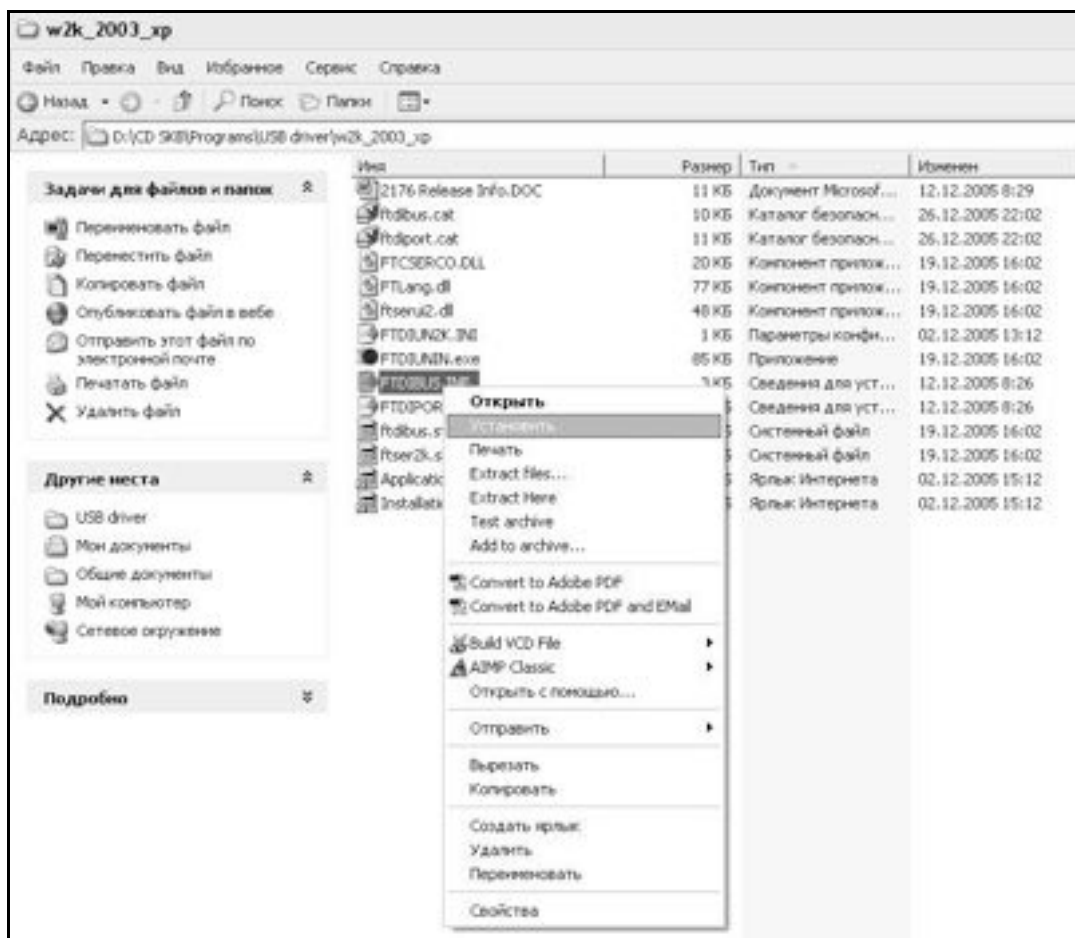 w2k_2003_xp
Файл Правка Вид Избранное Сервис Справка
Назад Поиск Папки
Адрес: D:\CD SKB\Programs\USB driver\w2k_2003_xp
Задачи для файлов и папок
Переименовать файл
Переместить файл
Копировать файл
Опубликовать файл в вебе
Отправить этот файл по
электронной почте
Печатать файл
Удалить файл
Другие места
USB driver
Мои документы
Общие документы
Мой компьютер
Сетевое окружение
Подробно
Имя Размер Тип Изменен
2176 Release Info.DOC 11 КБ Документ Microsof... 12.12.2005 8:29
ftdibus.cat 10 КБ Каталог безопасн... 26.12.2005 22:02
ftdiport.cat 11 КБ Каталог безопасн... 26.12.2005 22:02
FTCSERCO.DLL 20 КБ Компонент прилож... 19.12.2005 16:02
FTLang.dll 77 КБ Компонент прилож... 19.12.2005 16:02
ftserui2.dll 48 КБ Компонент прилож... 19.12.2005 16:02
FTDIUN2K.INI 1 КБ Параметры конфи... 02.12.2005 13:12
FTDIUNIN.exe 85 КБ Приложение 19.12.2005 16:02
FTDIBUS.INF 3 КБ Сведения для уст... 12.12.2005 8:26
FTDIPOR Сведения для уст... 12.12.2005 8:26
ftdibus.s Системный файл 19.12.2005 16:02
ftser2k.s Системный файл 19.12.2005 16:02
Applicatio Ярлык Интернета 02.12.2005 15:12
Installati Ярлык Интернета 02.12.2005 15:12
Открыть
Установить
Печать
Extract files...
Extract Here
Test archive
Add to archive...
Convert to Adobe PDF
Convert to Adobe PDF and EMail
Build VCD File
AIMP Classic
Открыть с помощью...
Отправить
Вырезать
Копировать
Создать ярлык
Удалить
Переименовать
Свойства